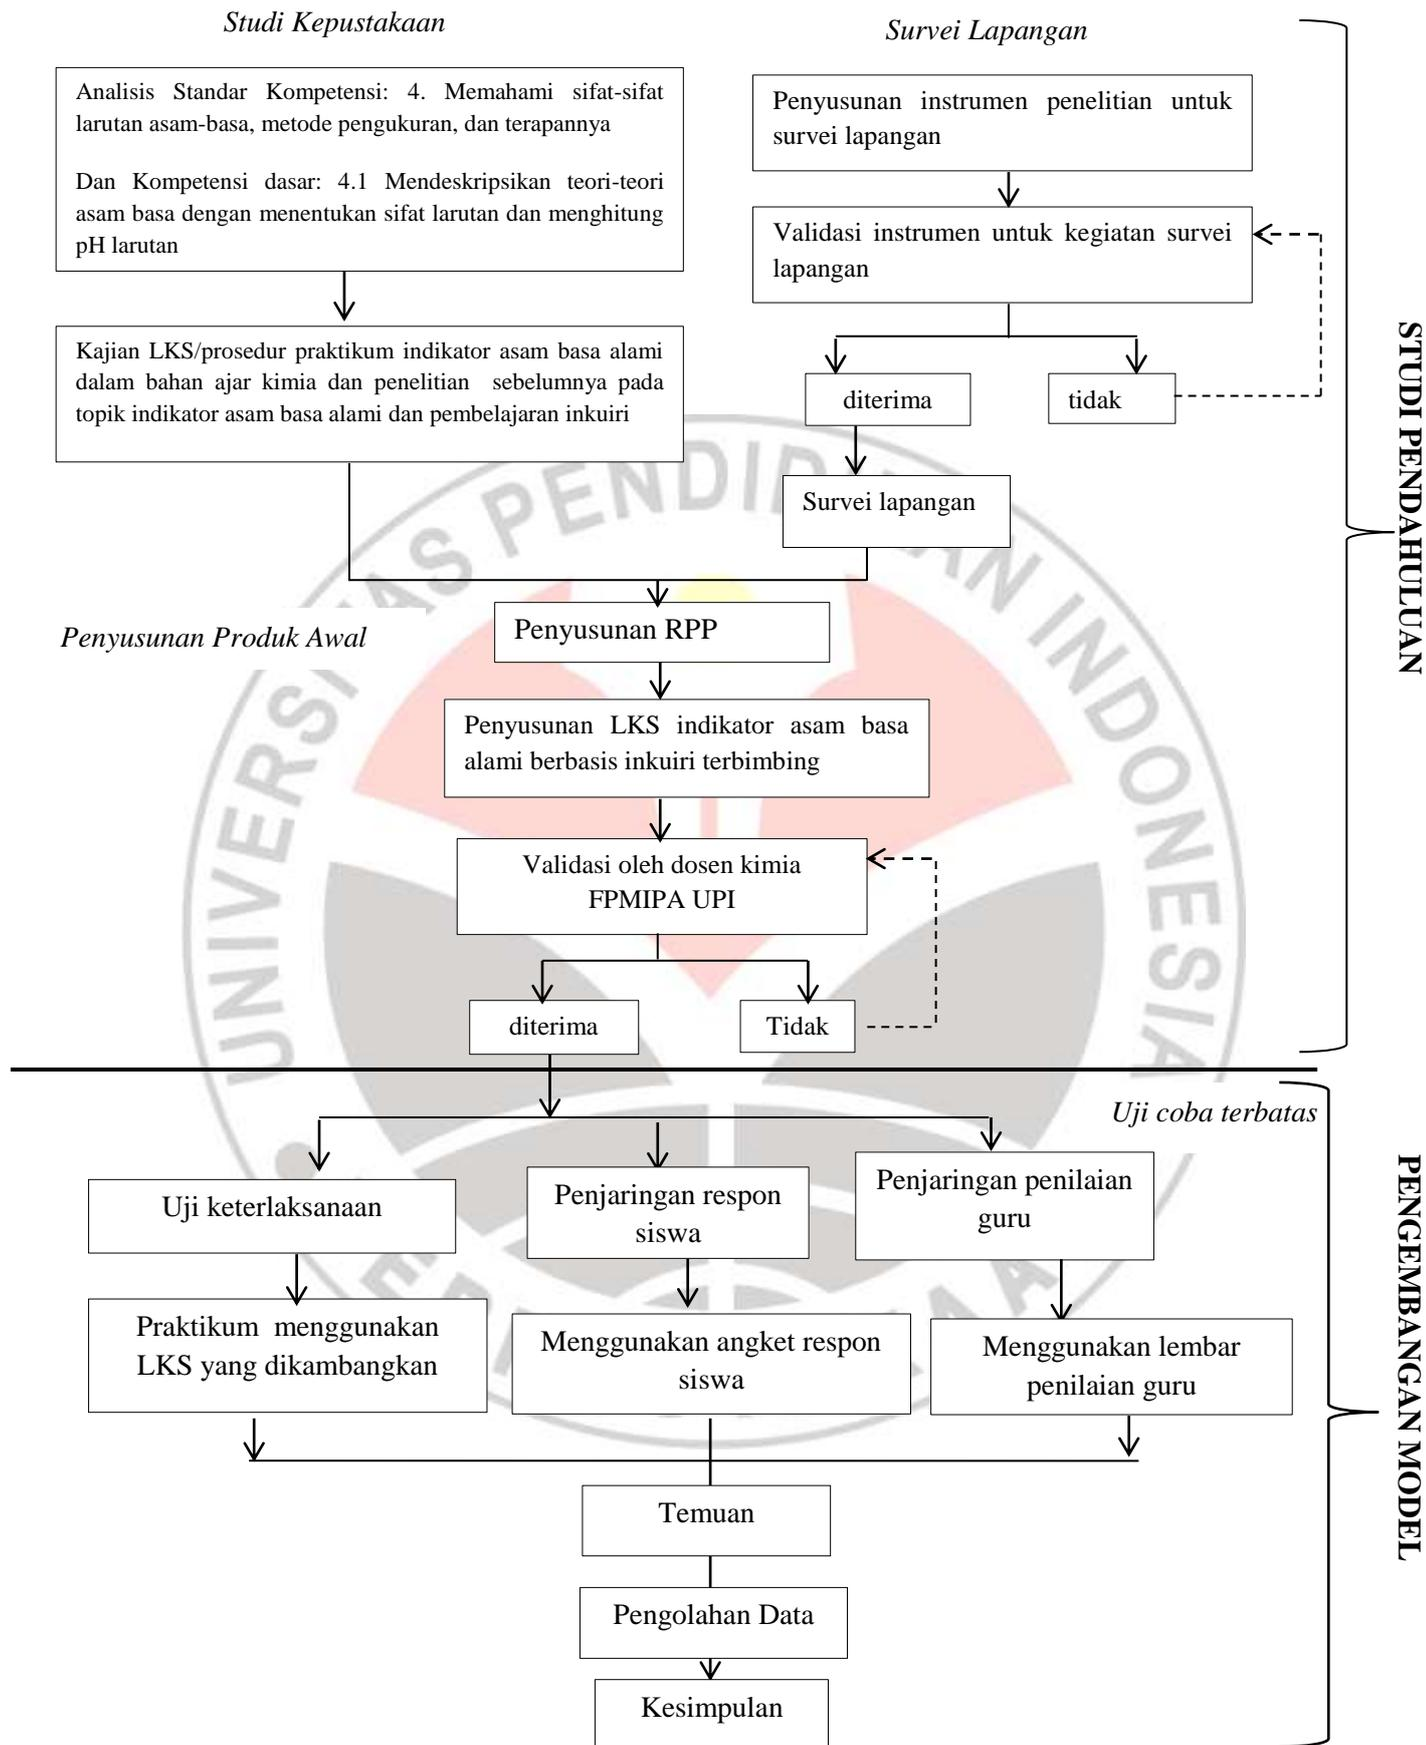 Studi Kepustakaan
Survei Lapangan
Analisis Standar Kompetensi: 4. Memahami sifat-sifat
larutan asam-basa, metode pengukuran, dan terapannya
Dan Kompetensi dasar: 4.1 Mendeskripsikan teori-teori
asam basa dengan menentukan sifat larutan dan menghitung
pH larutan
Penyusunan instrumen penelitian untuk
survei lapangan
Validasi instrumen untuk kegiatan survei
lapangan
Kajian LKS/prosedur praktikum indikator asam basa alami
dalam bahan ajar kimia dan penelitian sebelumnya pada
topik indikator asam basa alami dan pembelajaran inkuiri
diterima
tidak
Survei lapangan
STUDI PENDAHULUAN
Penyusunan Produk Awal
Penyusunan RPP
Penyusunan LKS indikator asam basa
alami berbasis inkuiri terbimbing
Validasi oleh dosen kimia
FPMIPA UPI
diterima
Tidak
Uji coba terbatas
Uji keterlaksanaan
Penjaringan respon
siswa
Penjaringan penilaian
guru
Praktikum menggunakan
LKS yang dikambangkan
Menggunakan angket respon
siswa
Menggunakan lembar
penilaian guru
PENGEMBANGAN MODEL
Temuan
Pengolahan Data
Kesimpulan
INDONESIA